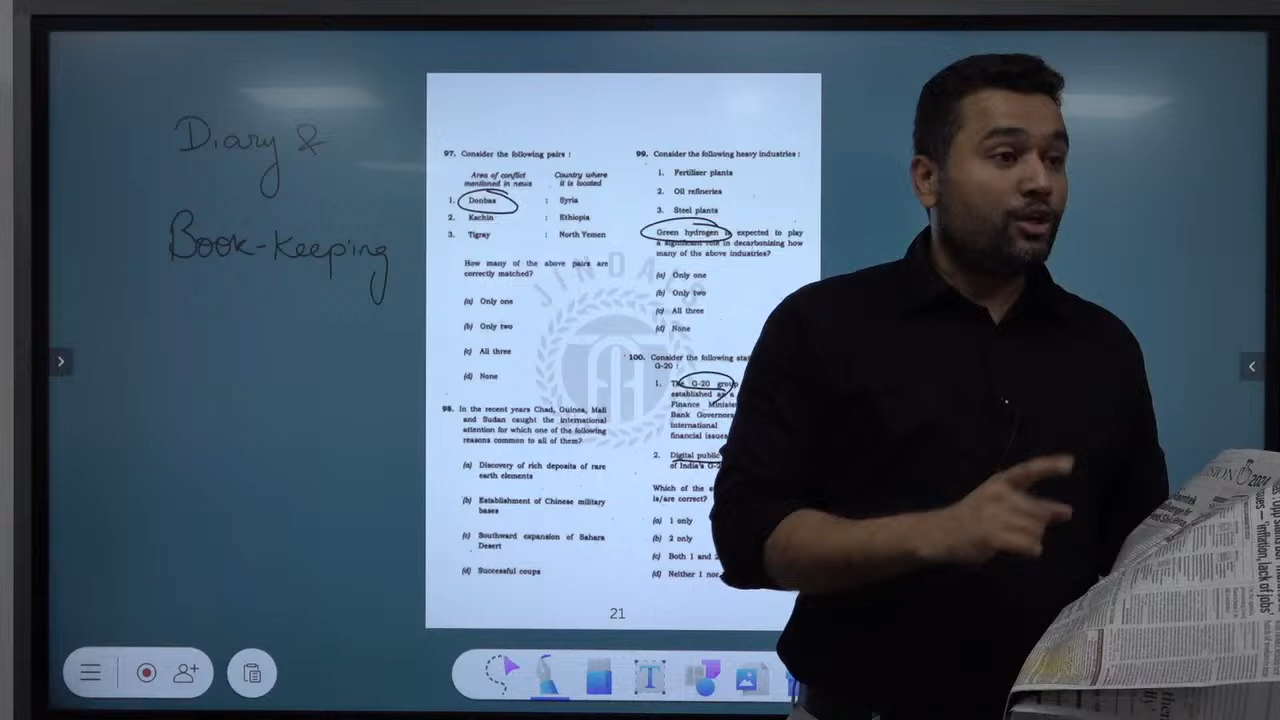 Diary &
Book-Keeping
97. Consider the following pairs :
Area of conflict mentioned in news
Country where it is located
1. Donbas : Syria
2. Kachin : Ethiopia
3. Tigray : North Yemen
How many of the above pairs are
correctly matched?
(a) Only one
(b) Only two
(c) All three
(d) None
98. In the recent years Chad, Guinea, Mali
and Sudan caught the international
attention for which one of the following
reasons common to all of them?
(a) Discovery of rich deposits of rare
earth elements
(b) Establishment of Chinese military
bases
(c) Southward expansion of Sahara
Desert
(d) Successful coups
99. Consider the following heavy industries :
1. Fertilizer plants
2. Oil refineries
3. Steel plants
Green hydrogen is expected to play
a significant role in decarbonizing how
many of the above industries?
(a) Only one
(b) Only two
(c) All three
(d) None
100. Consider the following
G-20 :
1. The G-20 group
established as a
Finance
Bank Governors
international
financial issues
2. Digital public
of India's
Which of the
is/are correct?
(a) 1 only
(b) 2 only
(c) Both 1 and
(d) Neither 1 nor
21
JINDAL
VISION 2024
'inflation, lack of jobs'
T